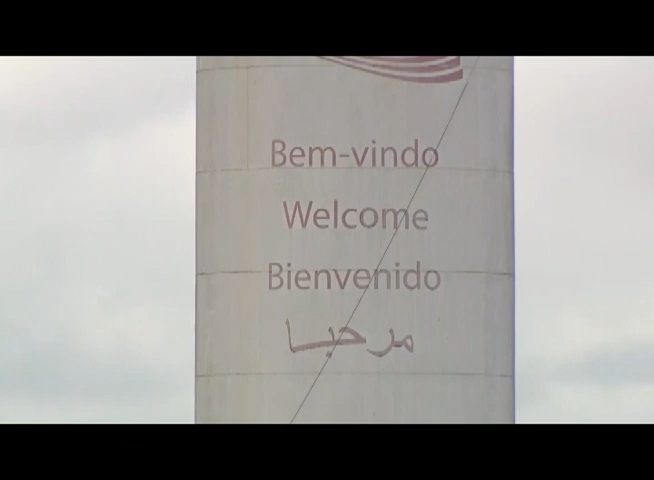 Bem-vindo
Welcome
Bienvenido
مرحبا